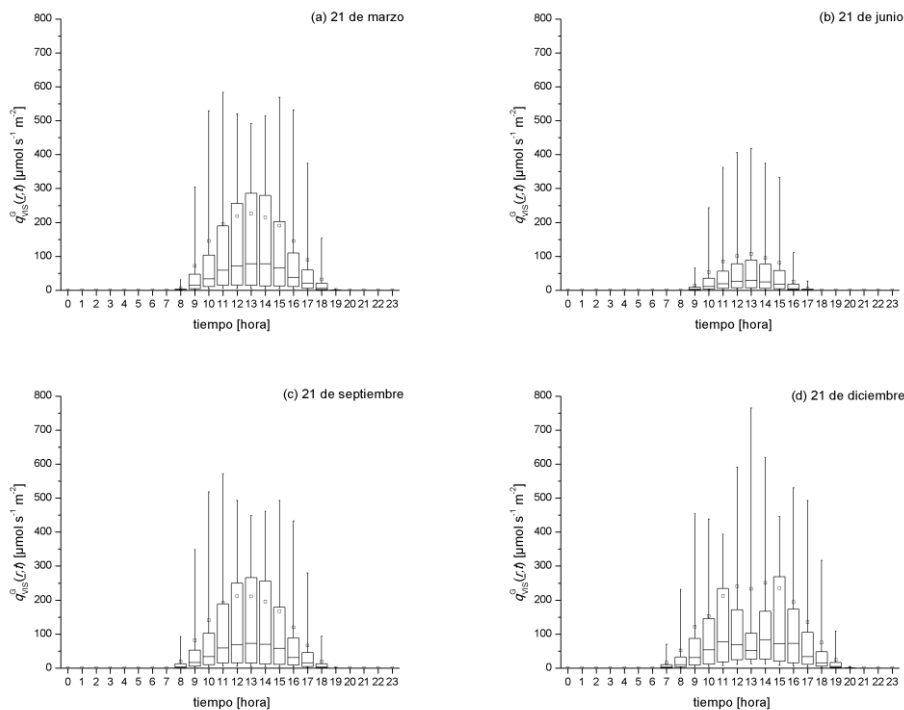 (a) 21 de marzo
800
700
600
500
400
300
200
100
0
q^G_VIS(r,t) [µmol s⁻¹ m⁻²]
0 1 2 3 4 5 6 7 8 9 10 11 12 13 14 15 16 17 18 19 20 21 22 23
tiempo [hora]
(b) 21 de junio
800
700
600
500
400
300
200
100
0
q^G_VIS(r,t) [µmol s⁻¹ m⁻²]
0 1 2 3 4 5 6 7 8 9 10 11 12 13 14 15 16 17 18 19 20 21 22 23
tiempo [hora]
(c) 21 de septiembre
800
700
600
500
400
300
200
100
0
q^G_VIS(r,t) [µmol s⁻¹ m⁻²]
0 1 2 3 4 5 6 7 8 9 10 11 12 13 14 15 16 17 18 19 20 21 22 23
tiempo [hora]
(d) 21 de diciembre
800
700
600
500
400
300
200
100
0
q^G_VIS(r,t) [µmol s⁻¹ m⁻²]
0 1 2 3 4 5 6 7 8 9 10 11 12 13 14 15 16 17 18 19 20 21 22 23
tiempo [hora]